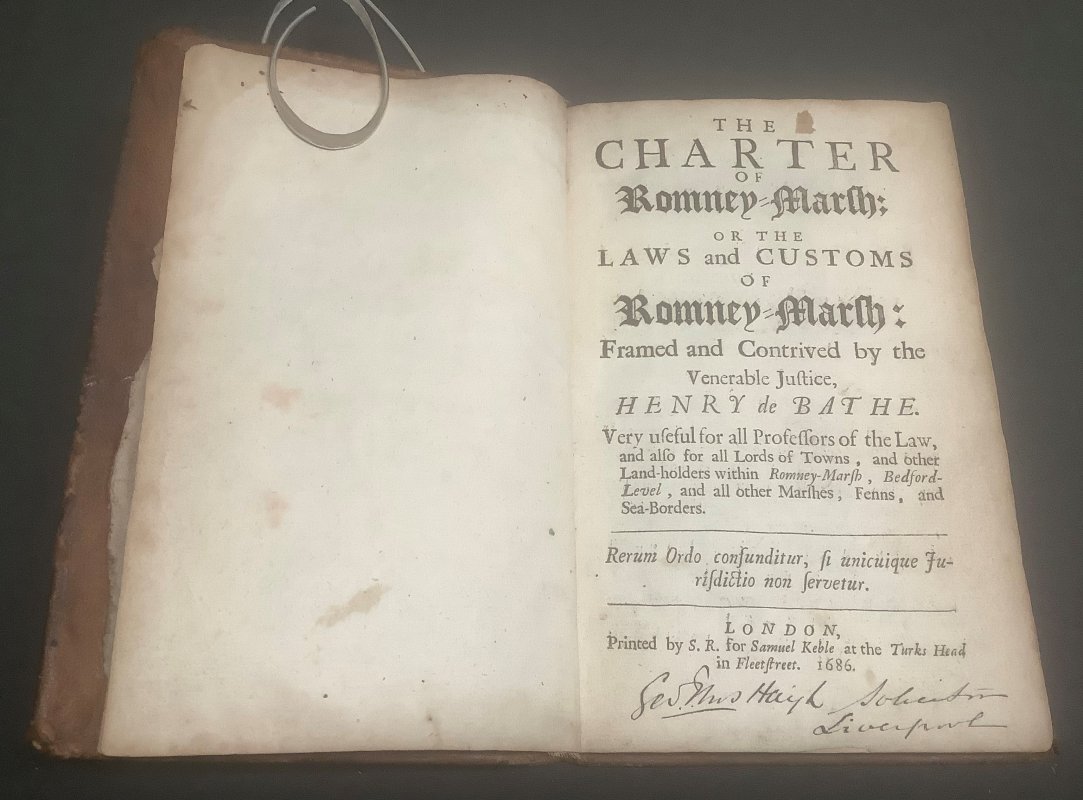 THE
CHARTER
OF
Romney-Marſh:
OR THE
LAWS and CUSTOMS
OF
Romney-Marſh:
Framed and Contrived by the
Venerable Juſtice,
HENRY de BATHE.
Very uſeful for all Profeſſors of the Law,
and alſo for all Lords of Towns, and other
Land-holders within Romney-Marſh, Bedford-
Level, and all other Marſhes, Fenns, and
Sea-Borders.
Rerum Ordo confunditur, ſi unicuique Ju-
riſdictio non ſervetur.
LONDON,
Printed by S. R. for Samuel Keble at the Turks Head
in Fleetſtreet. 1686.
Haigh Solicitor
Liverpool